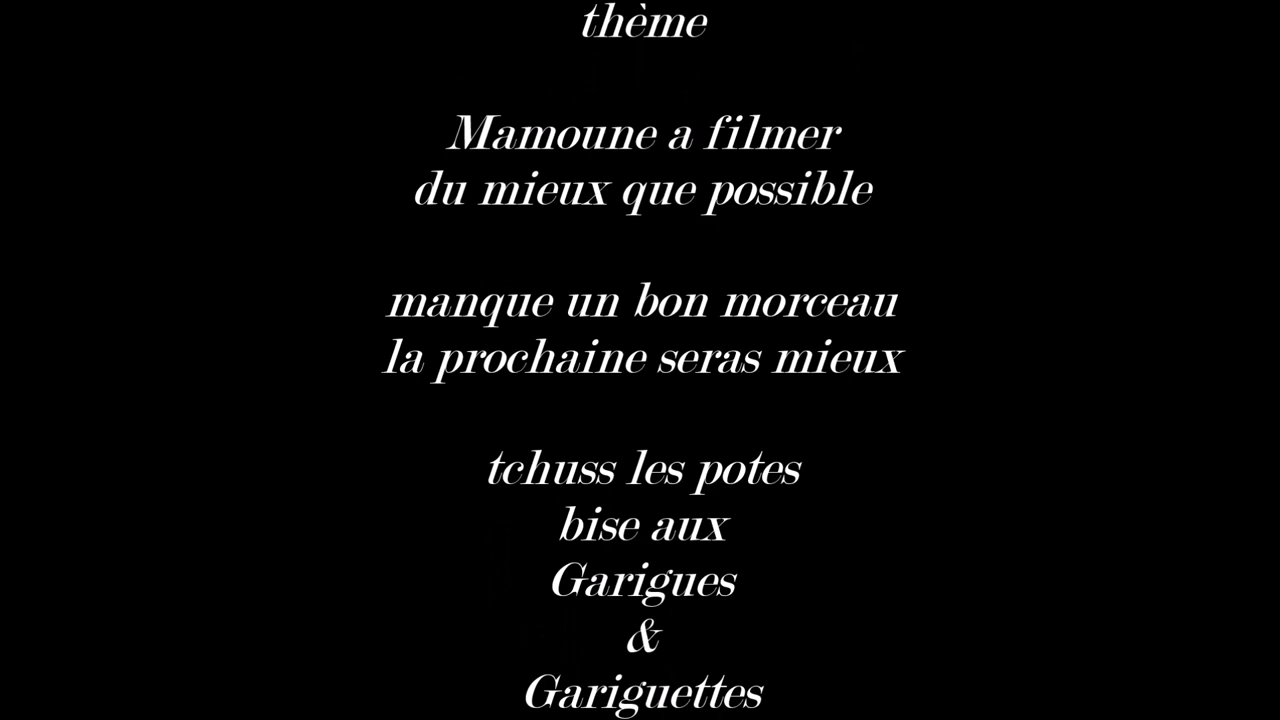 thème
Mamoune a filmer
du mieux que possible
manque un bon morceau
la prochaine seras mieux
tchuss les potes
bise aux
Garigues
&
Gariguettes